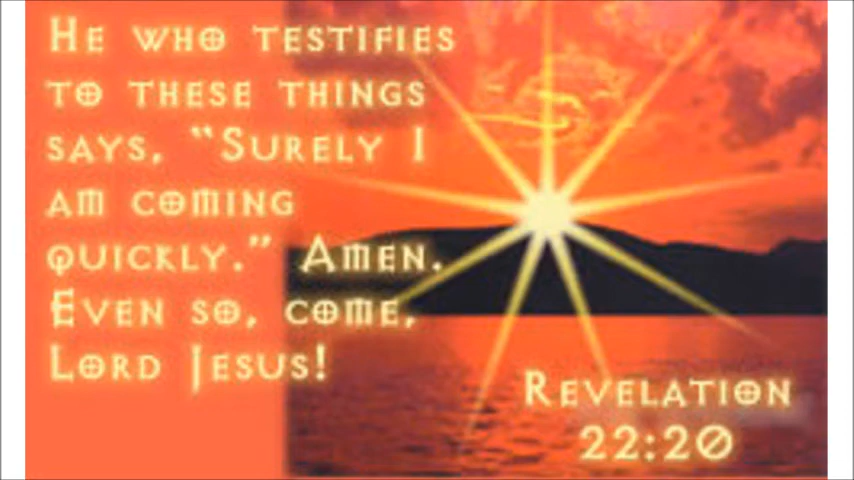 He who testifies
to these things
says, “Surely I
am coming
quickly.” Amen.
Even so, come,
Lord Jesus!
Revelation
22:20